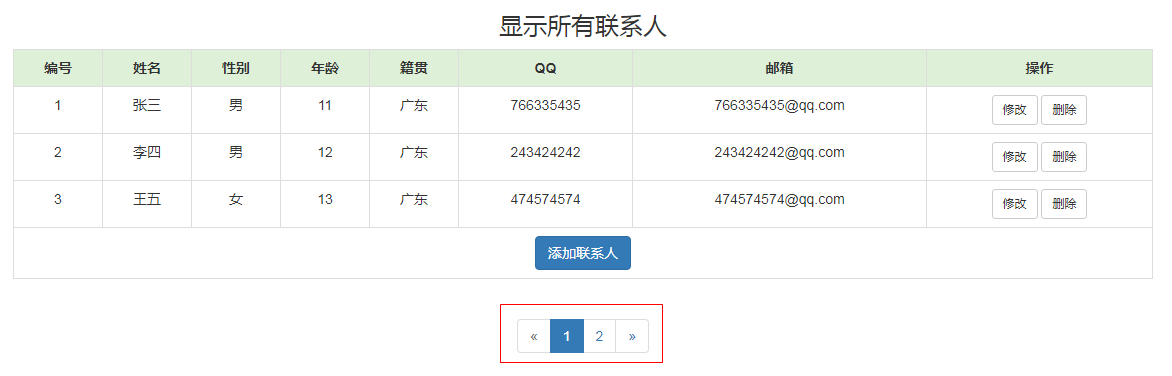 显示所有联系人
编号 姓名 性别 年龄 籍贯 QQ 邮箱 操作
1 张三 男 11 广东 766335435 766335435@qq.com 修改 删除
2 李四 男 12 广东 243424242 243424242@qq.com 修改 删除
3 王五 女 13 广东 474574574 474574574@qq.com 修改 删除
添加联系人
« 1 2 »